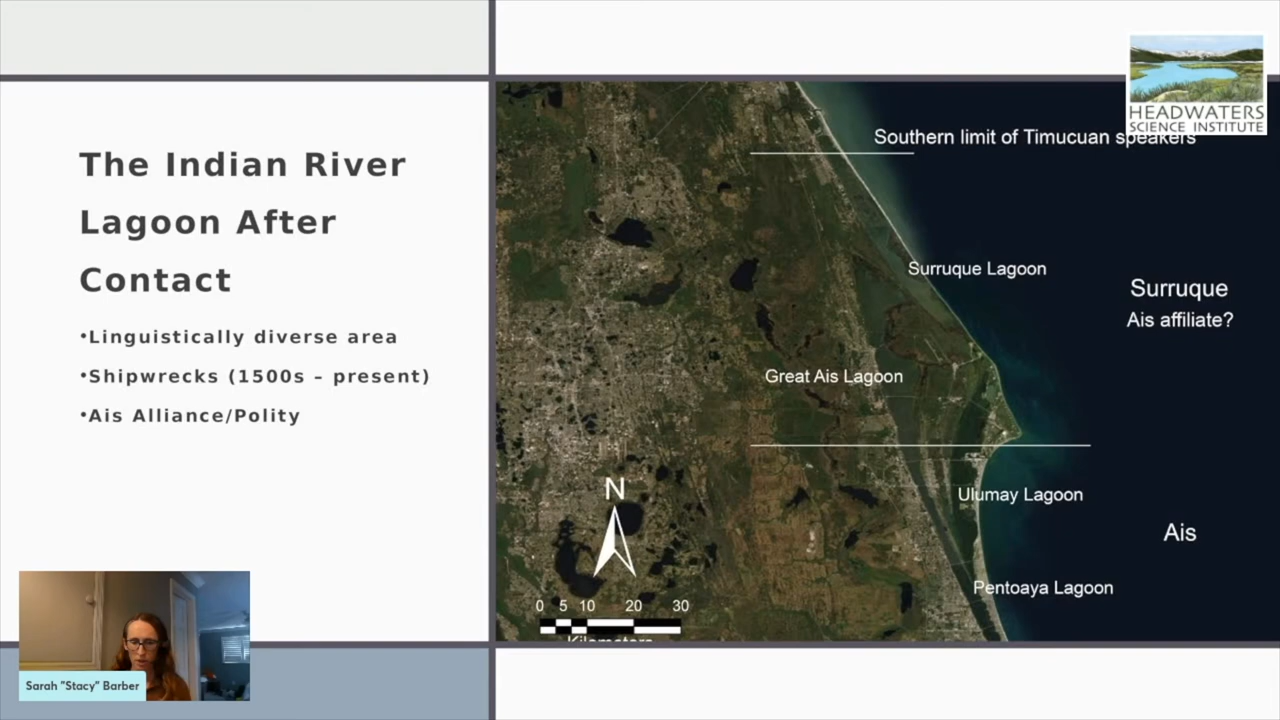 The Indian River
Lagoon After
Contact
•Linguistically diverse area
•Shipwrecks (1500s – present)
•Ais Alliance/Polity
HEADWATERS
SCIENCE INSTITUTE
Southern limit of Timucuan speakers
Surruque Lagoon
Surruque
Ais affiliate?
Great Ais Lagoon
Ulumay Lagoon
Ais
Pentoaya Lagoon
N
0 5 10 20 30
Kilometers
Sarah "Stacy" Barber